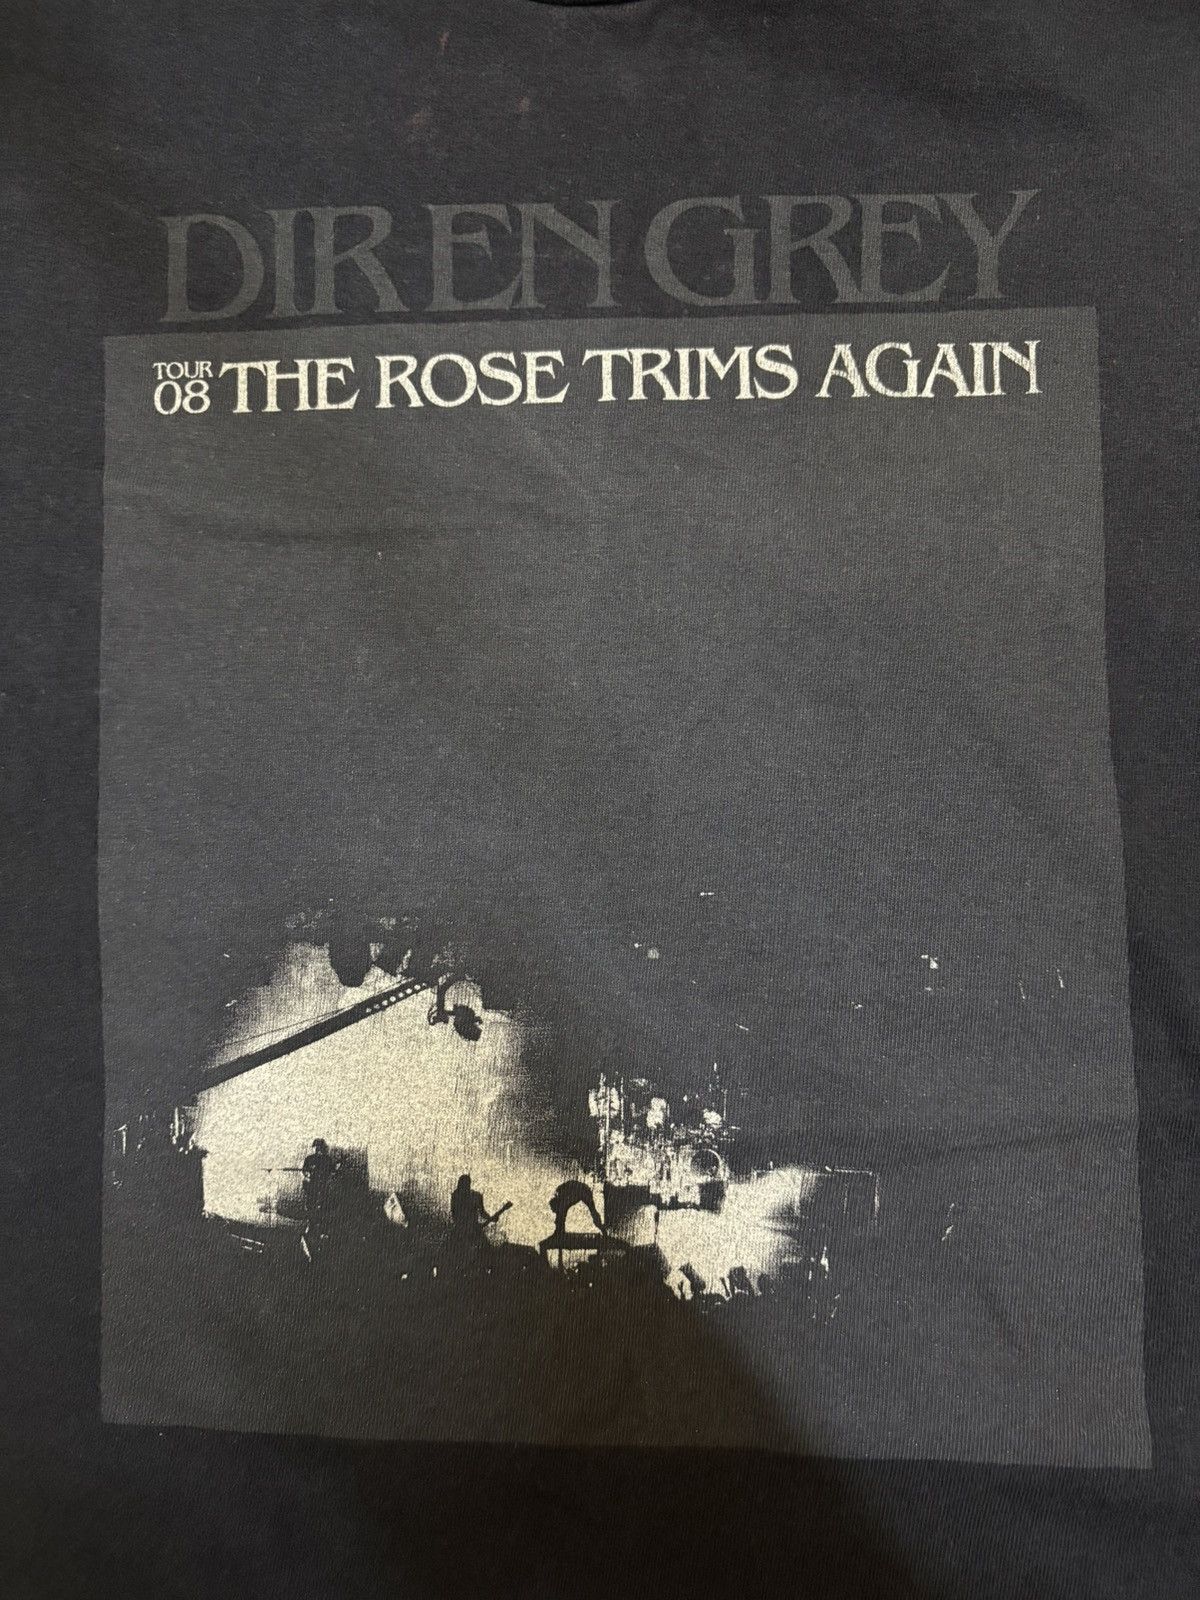 DIR EN GREY
TOUR 08 THE ROSE TRIMS AGAIN